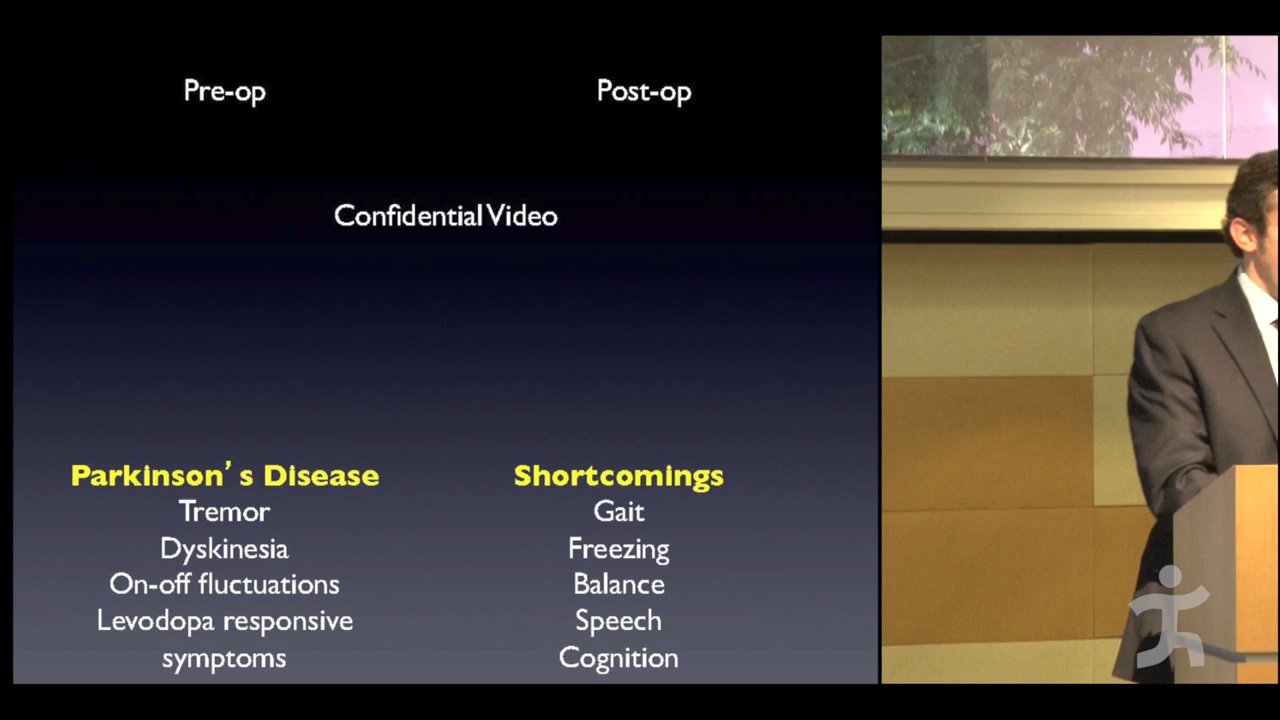 Pre-op
Post-op
Confidential Video
Parkinson's Disease
Tremor
Dyskinesia
On-off fluctuations
Levodopa responsive
symptoms
Shortcomings
Gait
Freezing
Balance
Speech
Cognition